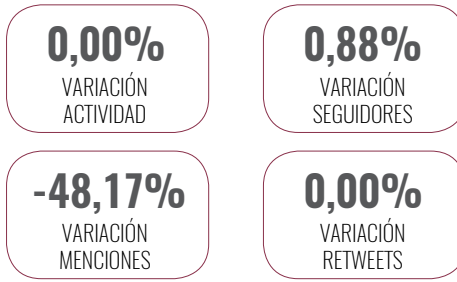 0,00%
VARIACIÓN
ACTIVIDAD
0,88%
VARIACIÓN
SEGUIDORES
-48,17%
VARIACIÓN
MENCIONES
0,00%
VARIACIÓN
RETWEETS